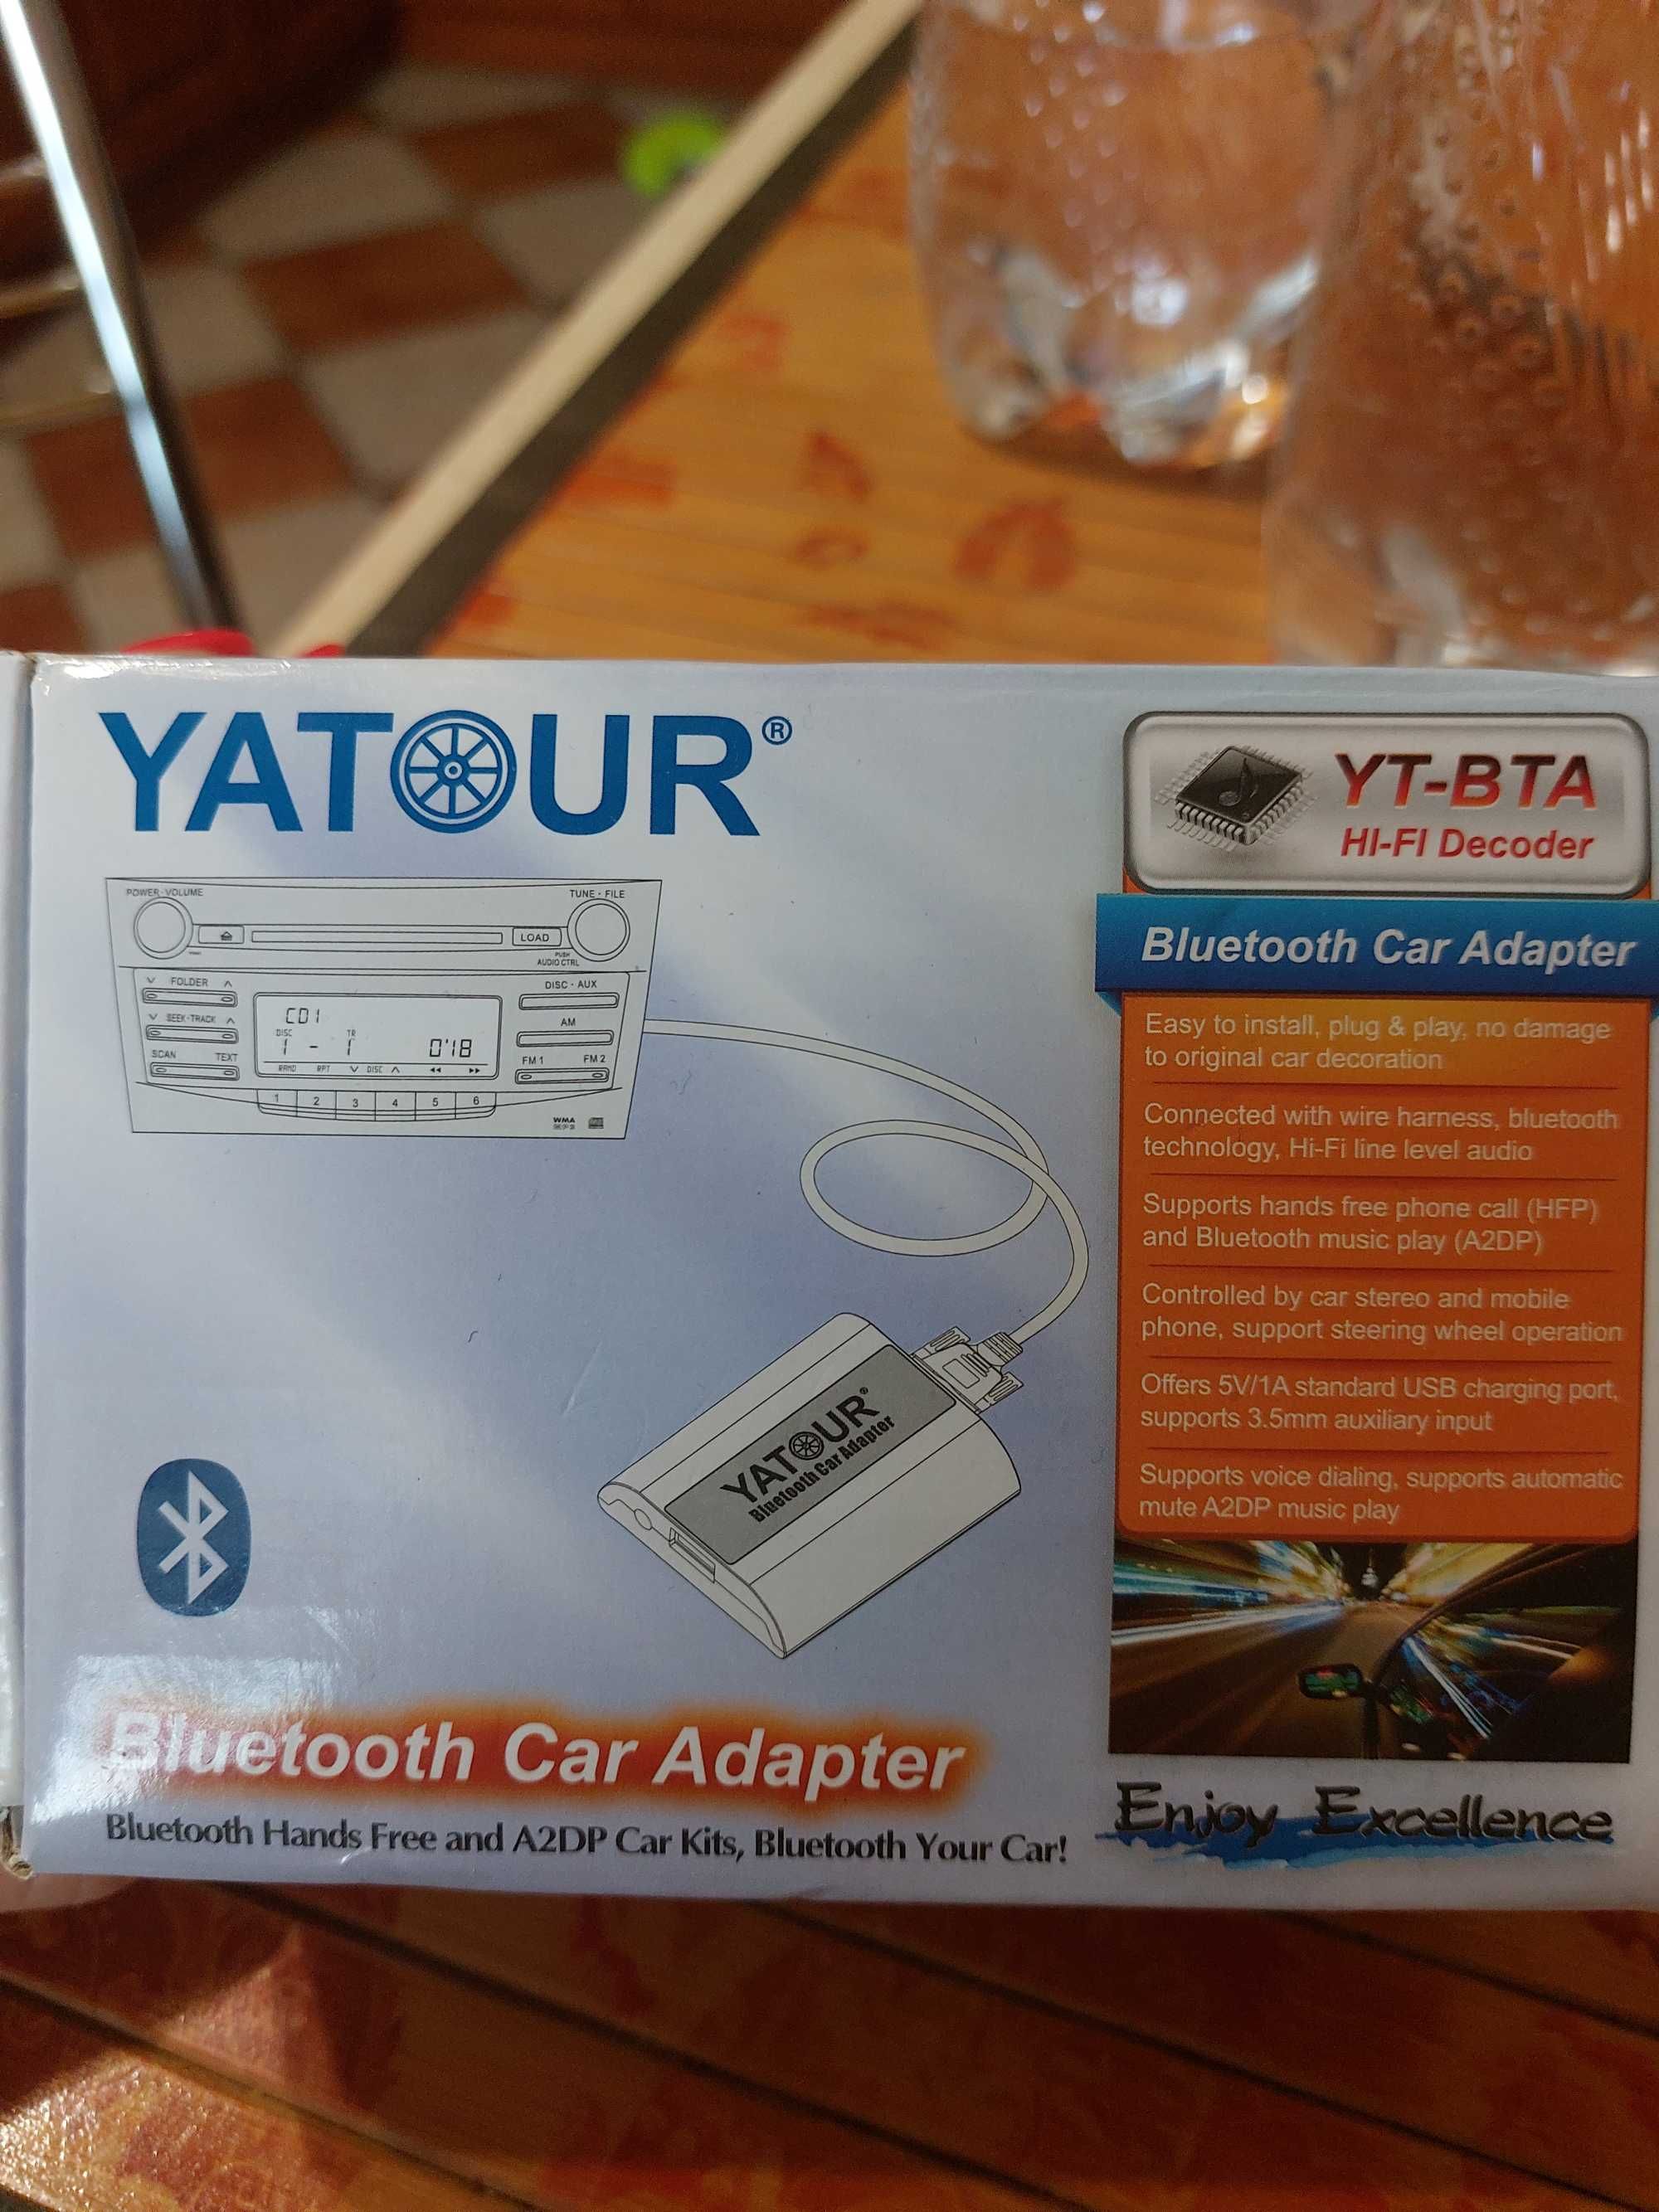 YATOUR®
POWER·VOLUME
TUNE · FILE
LOAD
PUSH
AUDIO CTRL
FOLDER
SEEK·TRACK
SCAN
TEXT
CD1
DISC
TR
1 - 1 0'18
RAND RPT DISC
DISC · AUX
AM
FM 1
FM 2
1 2 3 4 5 6
WMA
YATOUR®
Bluetooth Car Adapter
Bluetooth Car Adapter
Bluetooth Hands Free and A2DP Car Kits, Bluetooth Your Car!
YT-BTA
HI-FI Decoder
Bluetooth Car Adapter
Easy to install, plug & play, no damage
to original car decoration
Connected with wire harness, bluetooth
technology, Hi-Fi line level audio
Supports hands free phone call (HFP)
and Bluetooth music play (A2DP)
Controlled by car stereo and mobile
phone, support steering wheel operation
Offers 5V/1A standard USB charging port,
supports 3.5mm auxiliary input
Supports voice dialing, supports automatic
mute A2DP music play
Enjoy Excellence